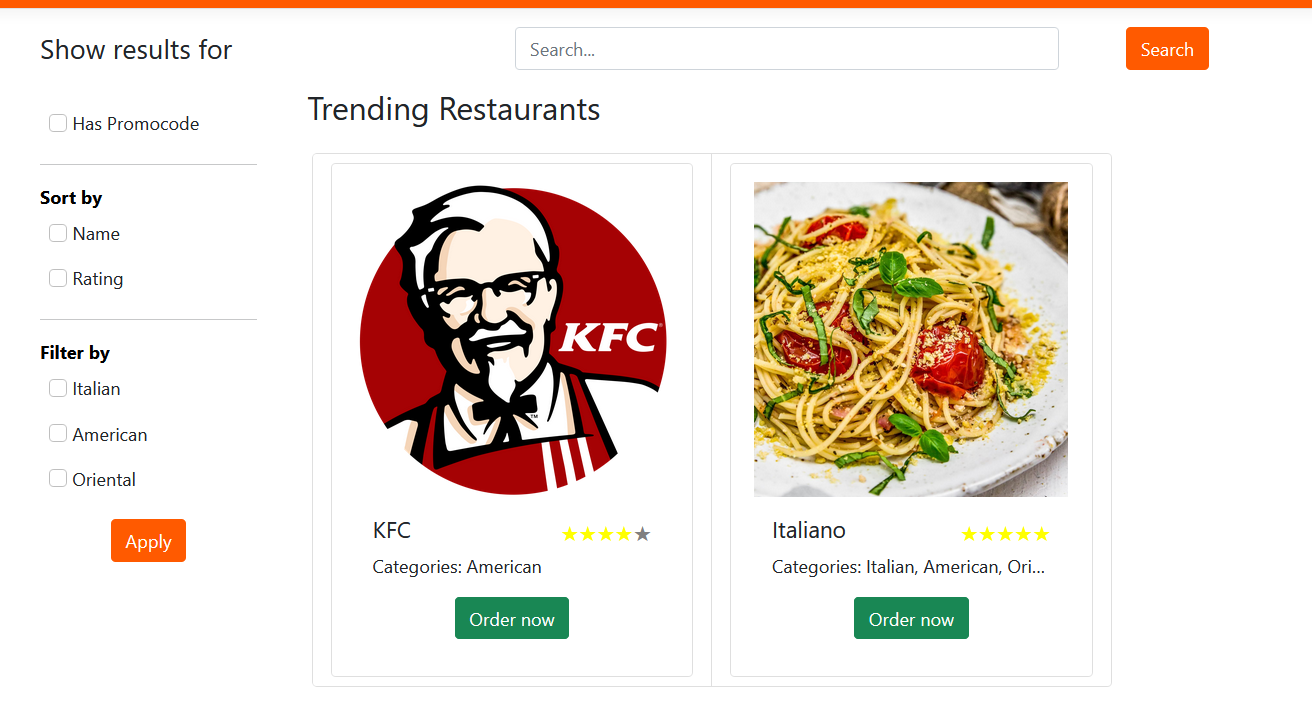 Show results for
Search...
Search
Has Promocode
Sort by
Name
Rating
Filter by
Italian
American
Oriental
Apply
Trending Restaurants
KFC
™
KFC
Categories: American
Order now
Italiano
Categories: Italian, American, Ori...
Order now